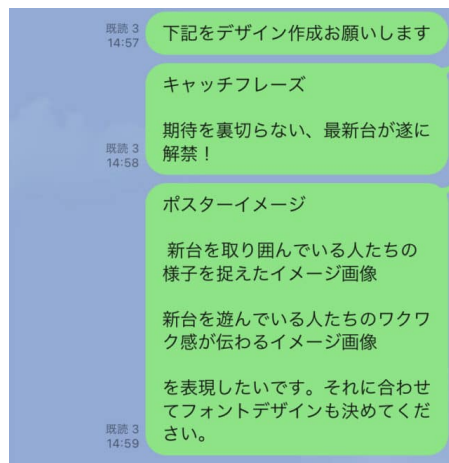 既読 3
14:57
下記をデザイン作成お願いします
キャッチフレーズ
期待を裏切らない、最新台が遂に
解禁！
既読 3
14:58
ポスターイメージ
新台を取り囲んでいる人たちの
様子を捉えたイメージ画像
新台を遊んでいる人たちのワクワ
ク感が伝わるイメージ画像
を表現したいです。それに合わせ
てフォントデザインも決めてくだ
さい。
既読 3
14:59